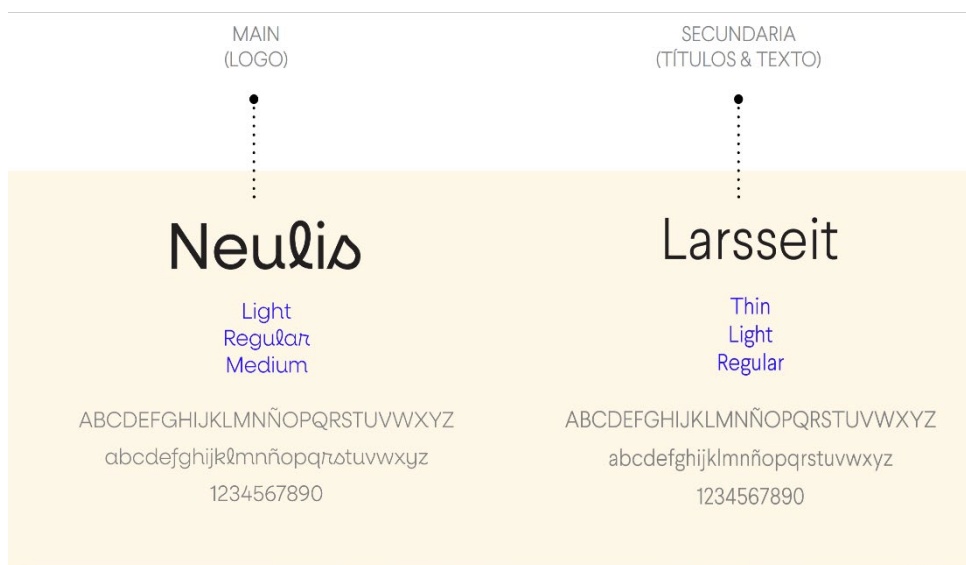 MAIN
(LOGO)
Neulis
Light
Regular
Medium
ABCDEFGHIJKLMNÑOPQRSTUVWXYZ
abcdefghijklmnñopqrstuvwxyz
1234567890
SECUNDARIA
(TÍTULOS & TEXTO)
Larsseit
Thin
Light
Regular
ABCDEFGHIJKLMNÑOPQRSTUVWXYZ
abcdefghijklmnñopqrstuvwxyz
1234567890